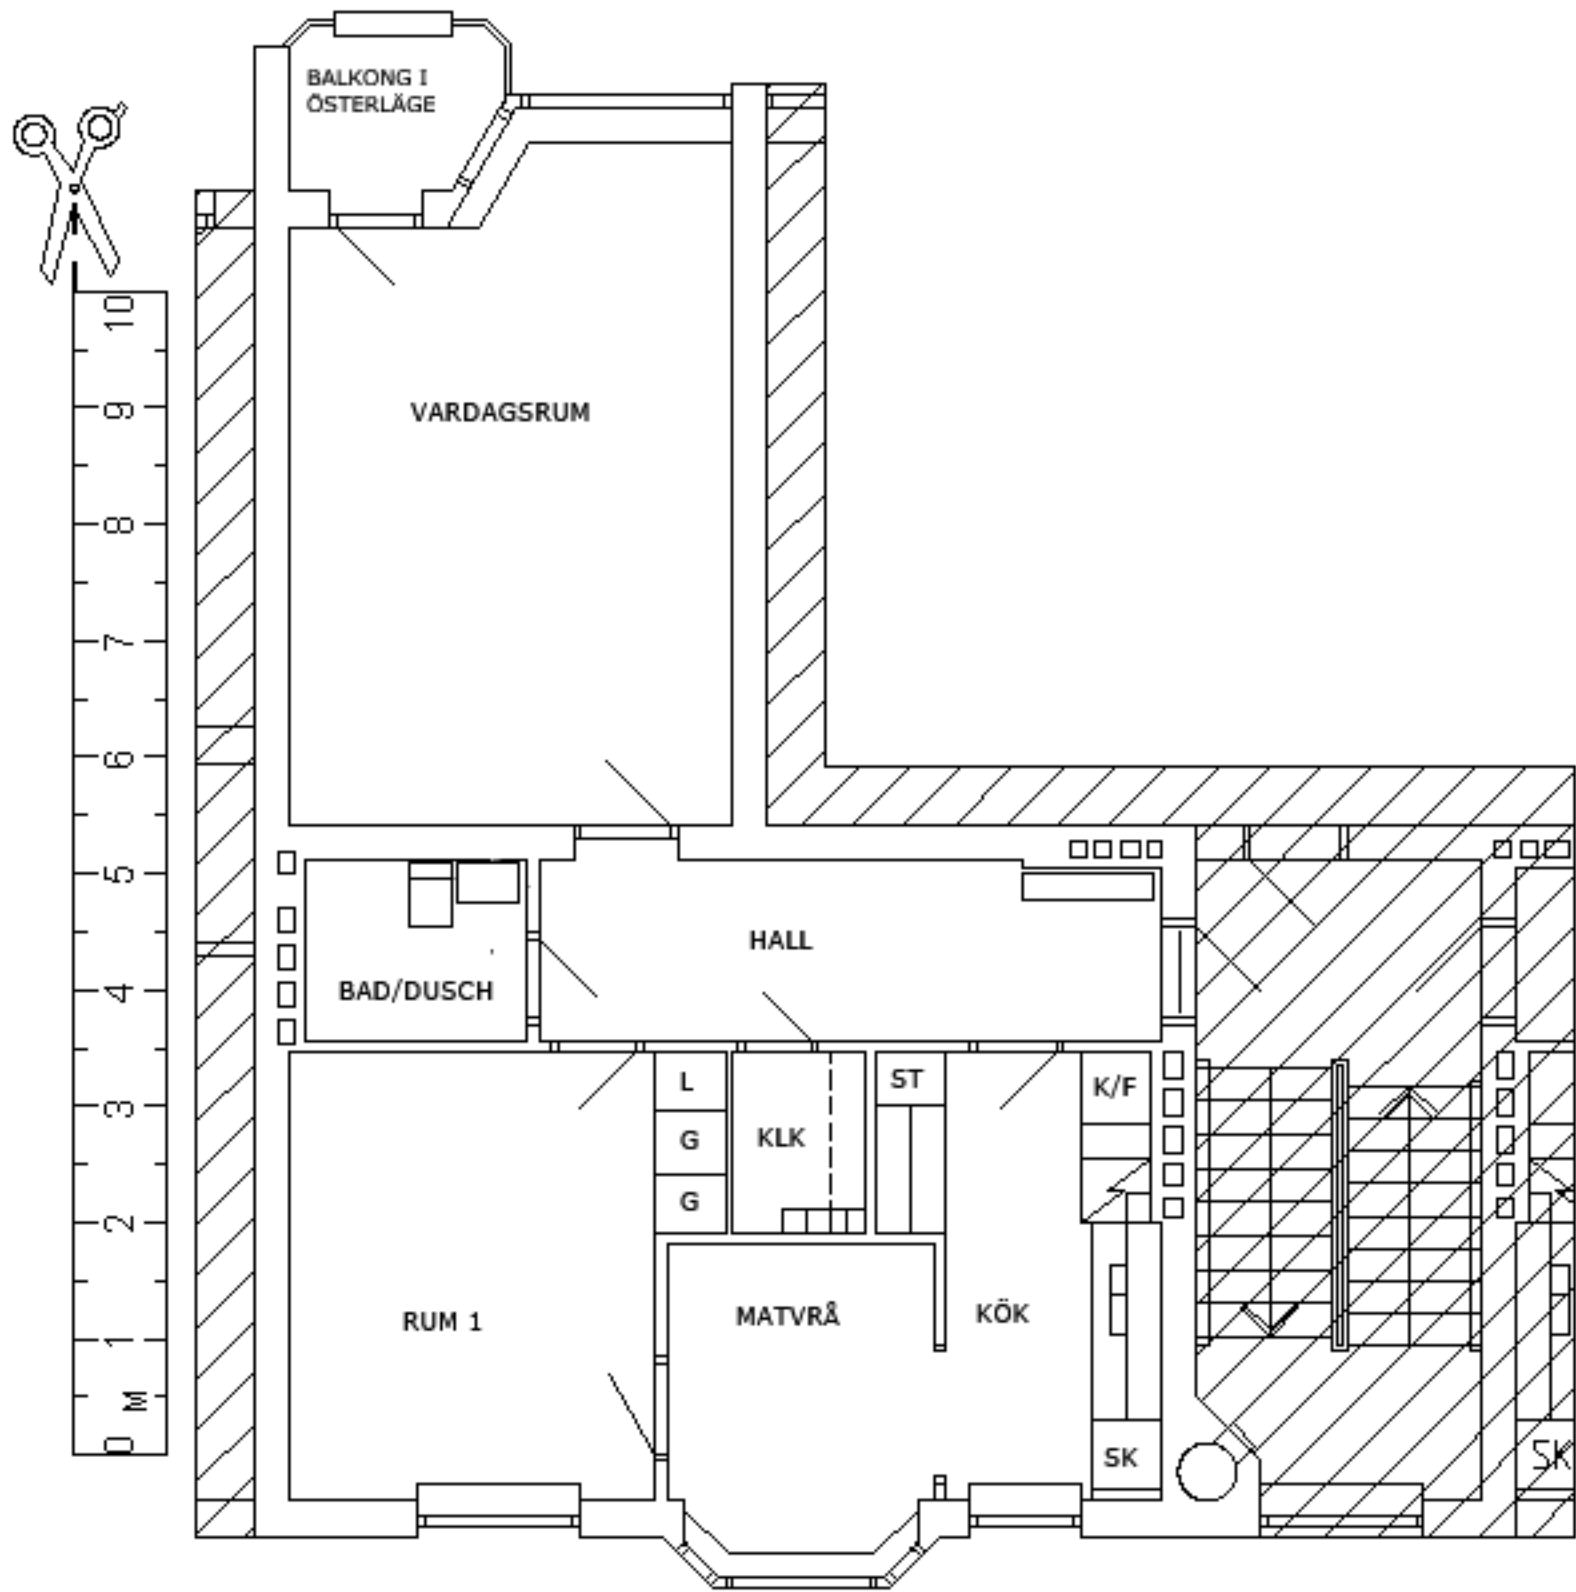 BALKONG I
ÖSTERLÄGE
VARDAGSRUM
10
9
8
7
6
5
4
3
2
1
M
0
HALL
BAD/DUSCH
L
G
G
KLK
ST
K/F
RUM 1
MATVRÅ
KÖK
SK
SK